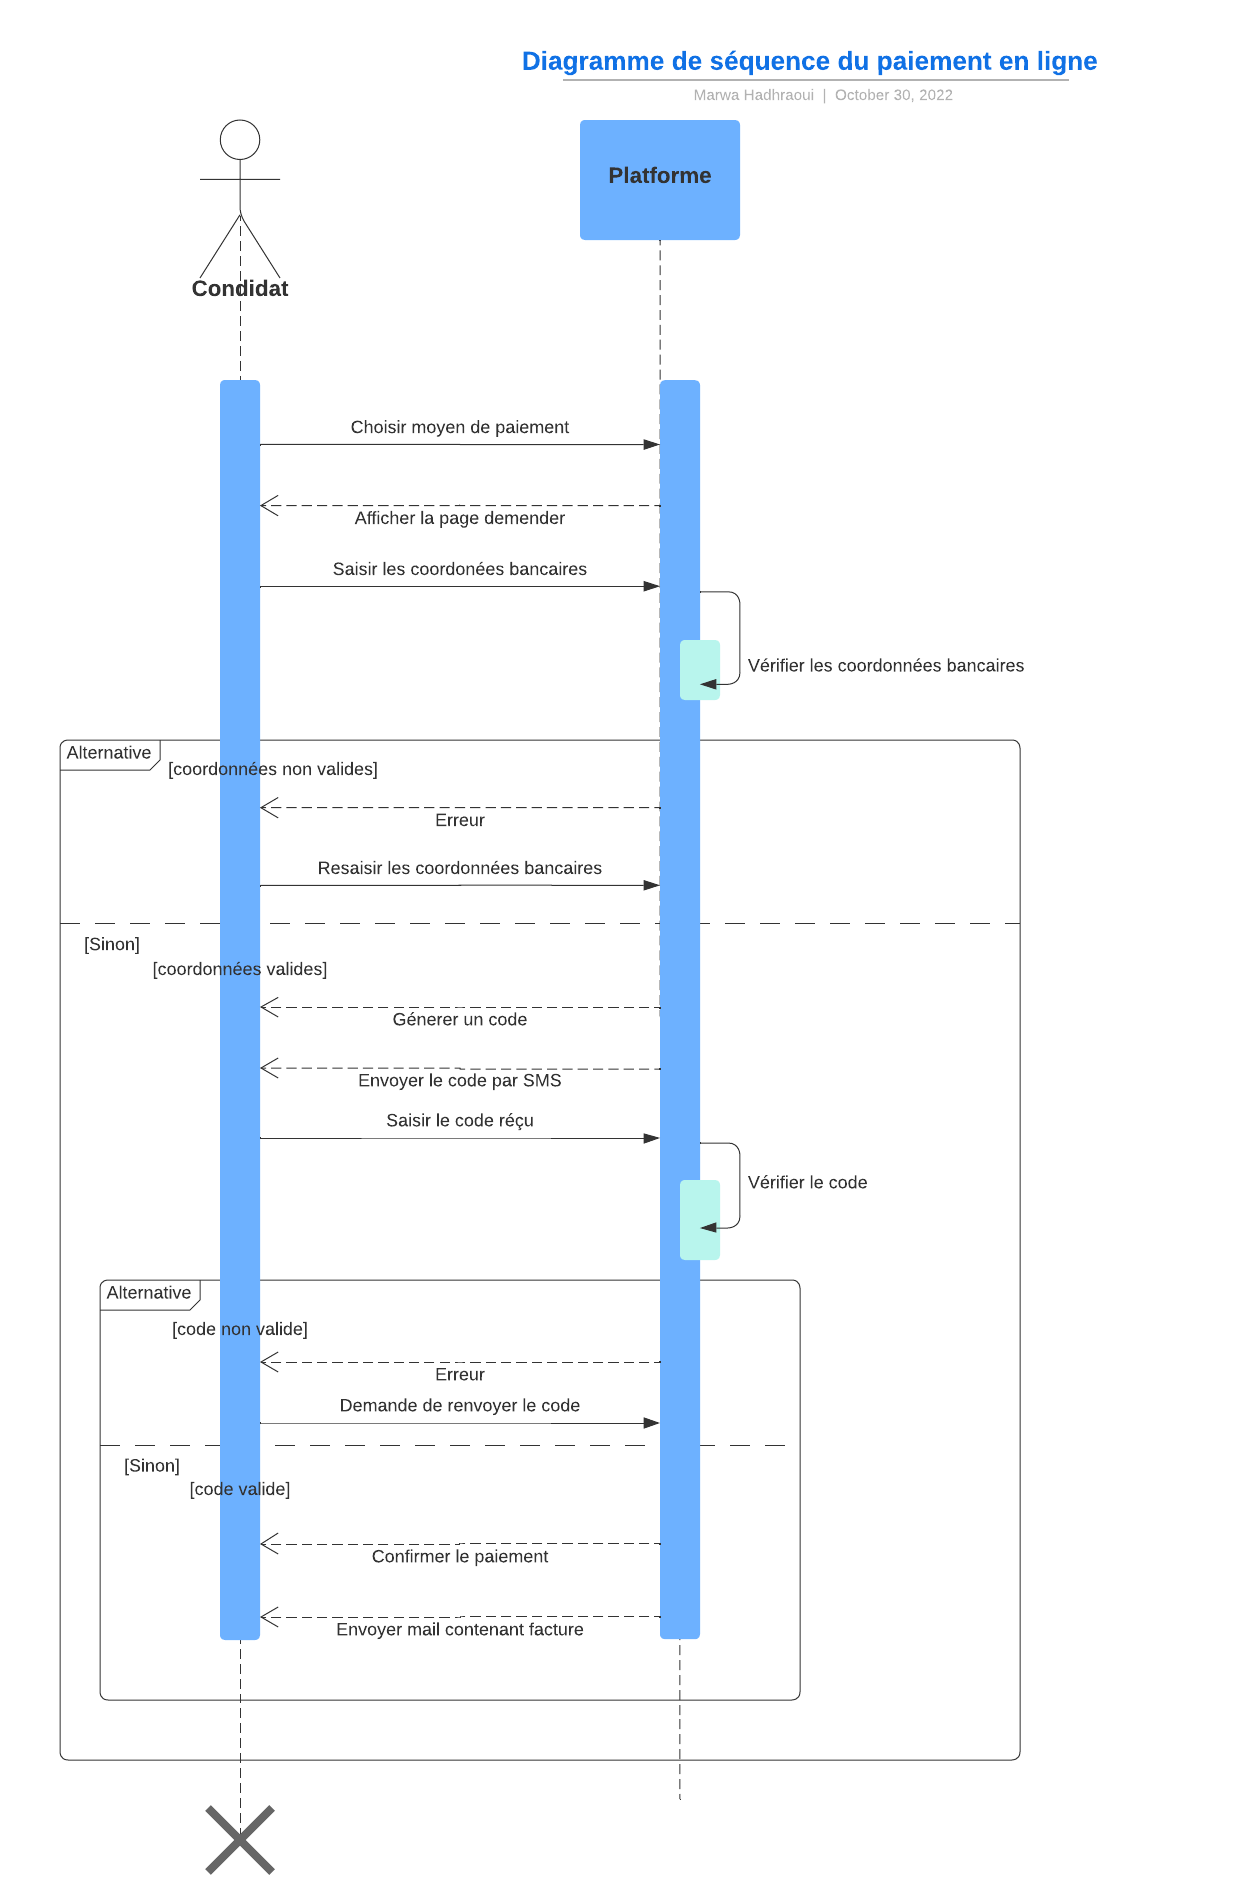 Diagramme de séquence du paiement en ligne
Marwa Hadhraoui | October 30, 2022
Platforme
Condidat
Choisir moyen de paiement
Afficher la page demender
Saisir les coordonées bancaires
Vérifier les coordonnées bancaires
Alternative
[coordonnées non valides]
Erreur
Resaisir les coordonnées bancaires
[Sinon]
[coordonnées valides]
Génerer un code
Envoyer le code par SMS
Saisir le code réçu
Vérifier le code
Alternative
[code non valide]
Erreur
Demande de renvoyer le code
[Sinon]
[code valide]
Confirmer le paiement
Envoyer mail contenant facture